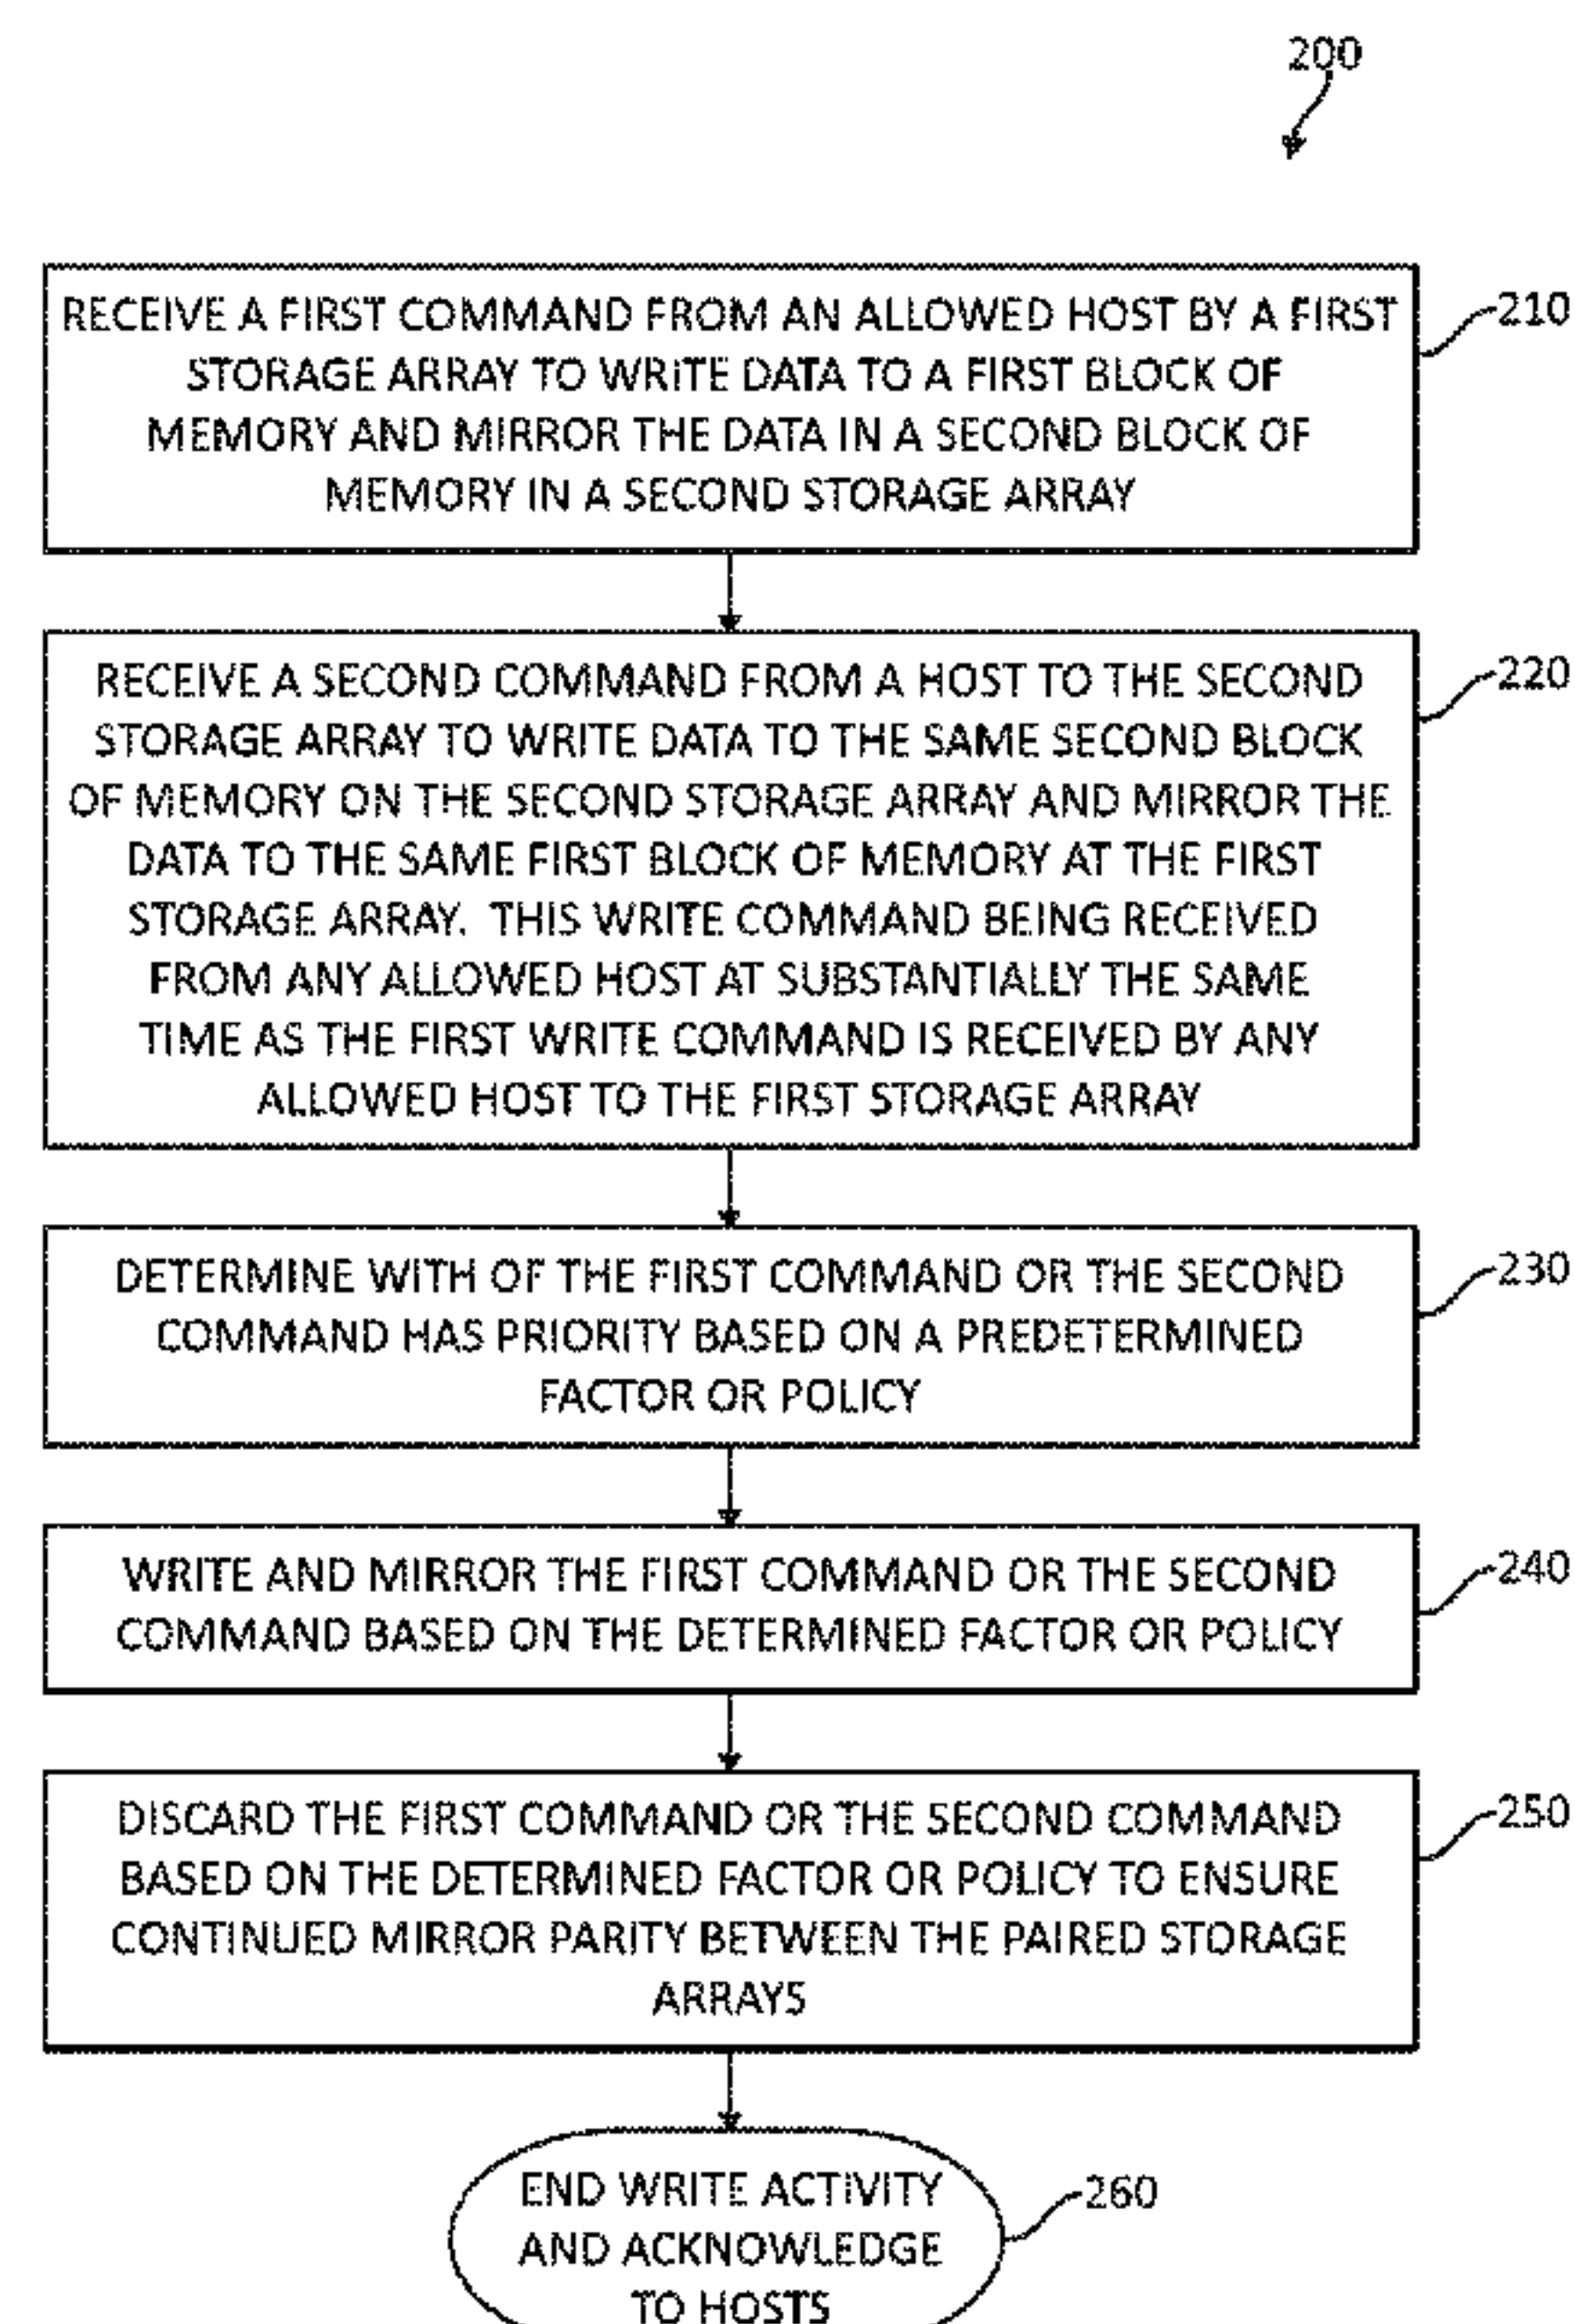 200
RECEIVE A FIRST COMMAND FROM AN ALLOWED HOST BY A FIRST
STORAGE ARRAY TO WRITE DATA TO A FIRST BLOCK OF
MEMORY AND MIRROR THE DATA IN A SECOND BLOCK OF
MEMORY IN A SECOND STORAGE ARRAY
210
RECEIVE A SECOND COMMAND FROM A HOST TO THE SECOND
STORAGE ARRAY TO WRITE DATA TO THE SAME SECOND BLOCK
OF MEMORY ON THE SECOND STORAGE ARRAY AND MIRROR THE
DATA TO THE SAME FIRST BLOCK OF MEMORY AT THE FIRST
STORAGE ARRAY. THIS WRITE COMMAND BEING RECEIVED
FROM ANY ALLOWED HOST AT SUBSTANTIALLY THE SAME
TIME AS THE FIRST WRITE COMMAND IS RECEIVED BY ANY
ALLOWED HOST TO THE FIRST STORAGE ARRAY
220
DETERMINE WITH OF THE FIRST COMMAND OR THE SECOND
COMMAND HAS PRIORITY BASED ON A PREDETERMINED
FACTOR OR POLICY
230
WRITE AND MIRROR THE FIRST COMMAND OR THE SECOND
COMMAND BASED ON THE DETERMINED FACTOR OR POLICY
240
DISCARD THE FIRST COMMAND OR THE SECOND COMMAND
BASED ON THE DETERMINED FACTOR OR POLICY TO ENSURE
CONTINUED MIRROR PARITY BETWEEN THE PAIRED STORAGE
ARRAYS
250
END WRITE ACTIVITY
AND ACKNOWLEDGE
TO HOSTS
260